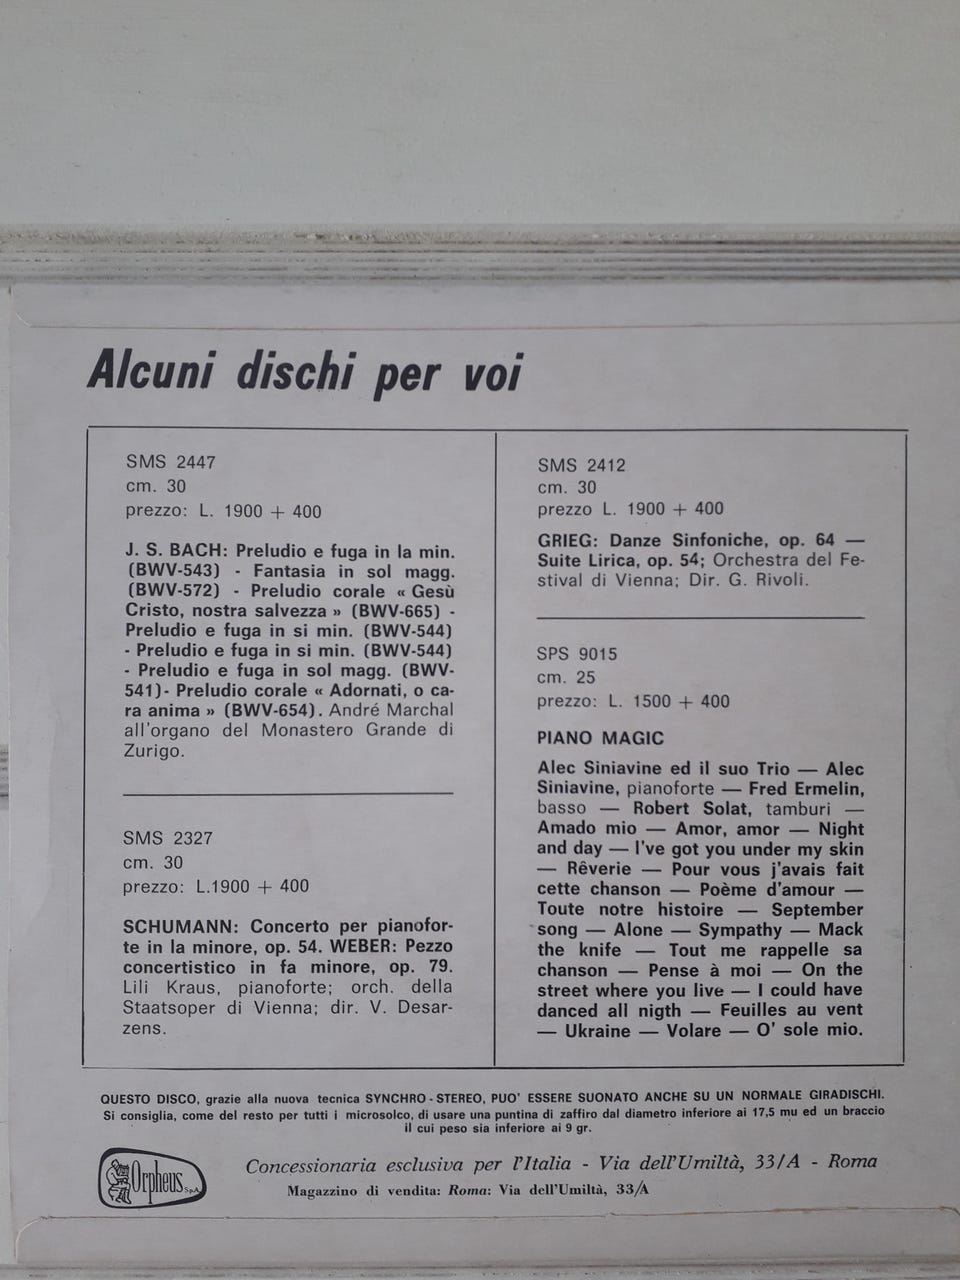 Alcuni dischi per voi
SMS 2447
cm. 30
prezzo: L. 1900 + 400
J. S. BACH: Preludio e fuga in la min.
(BWV-543) - Fantasia in sol magg.
(BWV-572) - Preludio corale « Gesù
Cristo, nostra salvezza » (BWV-665) -
Preludio e fuga in si min. (BWV-544)
- Preludio e fuga in si min. (BWV-544)
- Preludio e fuga in sol magg. (BWV-
541)- Preludio corale « Adornati, o ca-
ra anima » (BWV-654). André Marchal
all'organo del Monastero Grande di
Zurigo.
SMS 2327
cm. 30
prezzo: L.1900 + 400
SCHUMANN: Concerto per pianofor-
te in la minore, op. 54. WEBER: Pezzo
concertistico in fa minore, op. 79.
Lili Kraus, pianoforte; orch. della
Staatsoper di Vienna; dir. V. Desar-
zens.
SMS 2412
cm. 30
prezzo L. 1900 + 400
GRIEG: Danze Sinfoniche, op. 64 —
Suite Lirica, op. 54; Orchestra del Fe-
stival di Vienna; Dir. G. Rivoli.
SPS 9015
cm. 25
prezzo: L. 1500 + 400
PIANO MAGIC
Alec Siniavine ed il suo Trio — Alec
Siniavine, pianoforte — Fred Ermelin,
basso — Robert Solat, tamburi —
Amado mio — Amor, amor — Night
and day — I've got you under my skin
— Rêverie — Pour vous j'avais fait
cette chanson — Poème d'amour —
Toute notre histoire — September
song — Alone — Sympathy — Mack
the knife — Tout me rappelle sa
chanson — Pense à moi — On the
street where you live — I could have
danced all nigth — Feuilles au vent
— Ukraine — Volare — O' sole mio.
QUESTO DISCO, grazie alla nuova tecnica SYNCHRO-STEREO, PUO' ESSERE SUONATO ANCHE SU UN NORMALE GIRADISCHI.
Si consiglia, come del resto per tutti i microsolco, di usare una puntina di zaffiro dal diametro inferiore ai 17,5 mu ed un braccio
il cui peso sia inferiore ai 9 gr.
Orpheus S.p.A.
Concessionaria esclusiva per l'Italia - Via dell'Umiltà, 33/A - Roma
Magazzino di vendita: Roma: Via dell'Umiltà, 33/A